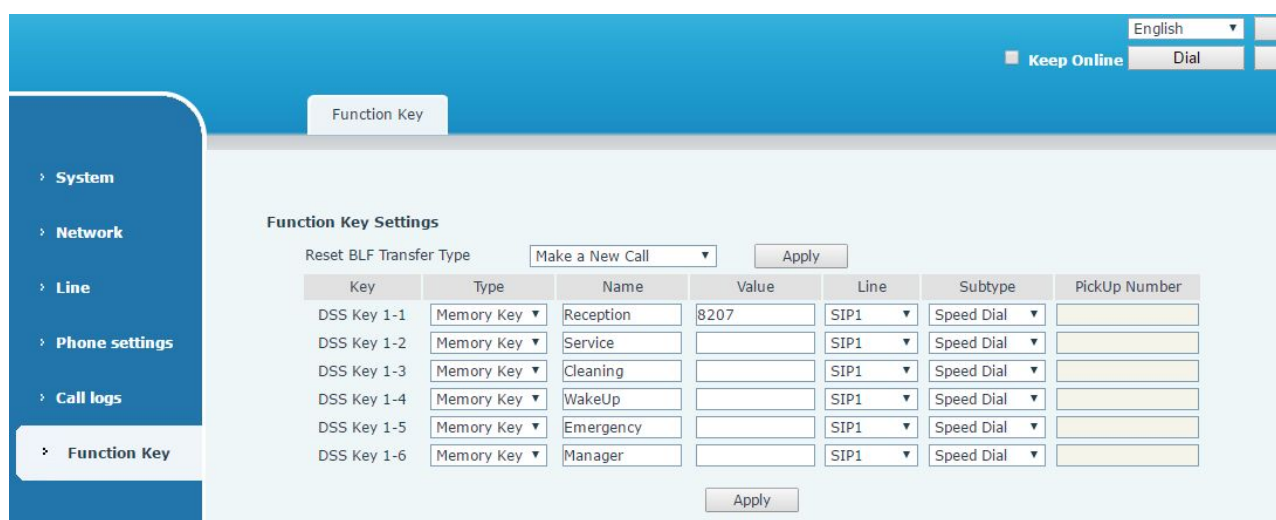 English
Keep Online Dial
Function Key
System
Network
Line
Phone settings
Call logs
Function Key
Function Key Settings
Reset BLF Transfer Type Make a New Call Apply
Key Type Name Value Line Subtype PickUp Number
DSS Key 1-1 Memory Key Reception 8207 SIP1 Speed Dial
DSS Key 1-2 Memory Key Service SIP1 Speed Dial
DSS Key 1-3 Memory Key Cleaning SIP1 Speed Dial
DSS Key 1-4 Memory Key WakeUp SIP1 Speed Dial
DSS Key 1-5 Memory Key Emergency SIP1 Speed Dial
DSS Key 1-6 Memory Key Manager SIP1 Speed Dial
Apply